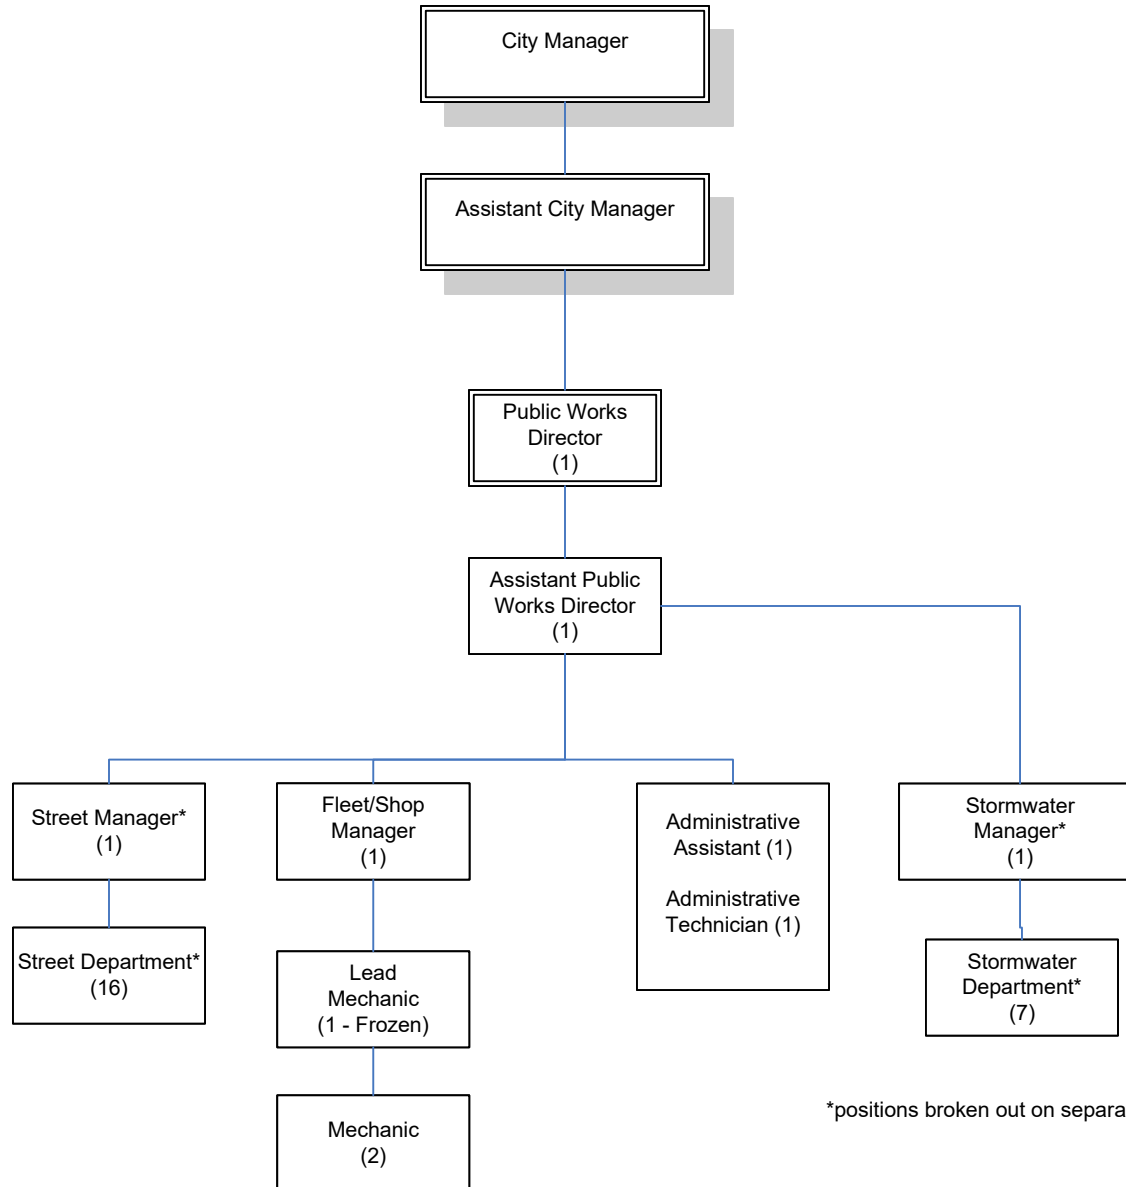 City Manager
Assistant City Manager
Public Works
Director
(1)
Assistant Public
Works Director
(1)
Street Manager*
(1)
Fleet/Shop
Manager
(1)
Administrative
Assistant (1)
Administrative
Technician (1)
Stormwater
Manager*
(1)
Street Department*
(16)
Lead
Mechanic
(1 - Frozen)
Stormwater
Department*
(7)
Mechanic
(2)
*positions broken out on separa